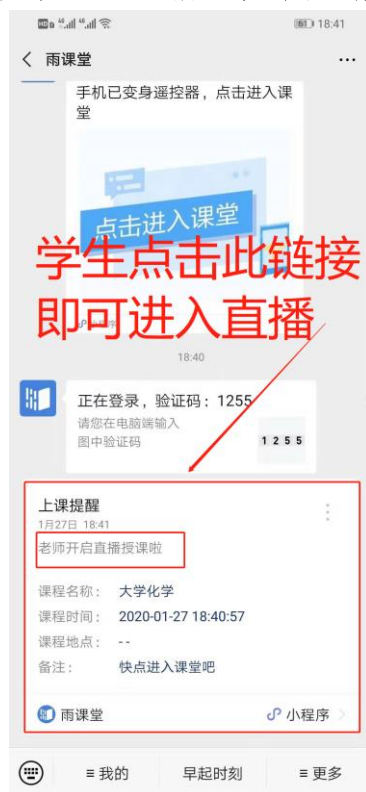 18:41
雨课堂
手机已变身遥控器，点击进入课
堂
点击进入课堂
学生点击此链接
即可进入直播
18:40
正在登录，验证码：1255
请您在电脑端输入
图中验证码
1 2 5 5
上课提醒
1月27日 18:41
老师开启直播授课啦
课程名称： 大学化学
课程时间： 2020-01-27 18:40:57
课程地点： --
备注： 快点进入课堂吧
雨课堂 小程序
≡ 我的 早起时刻 ≡ 更多